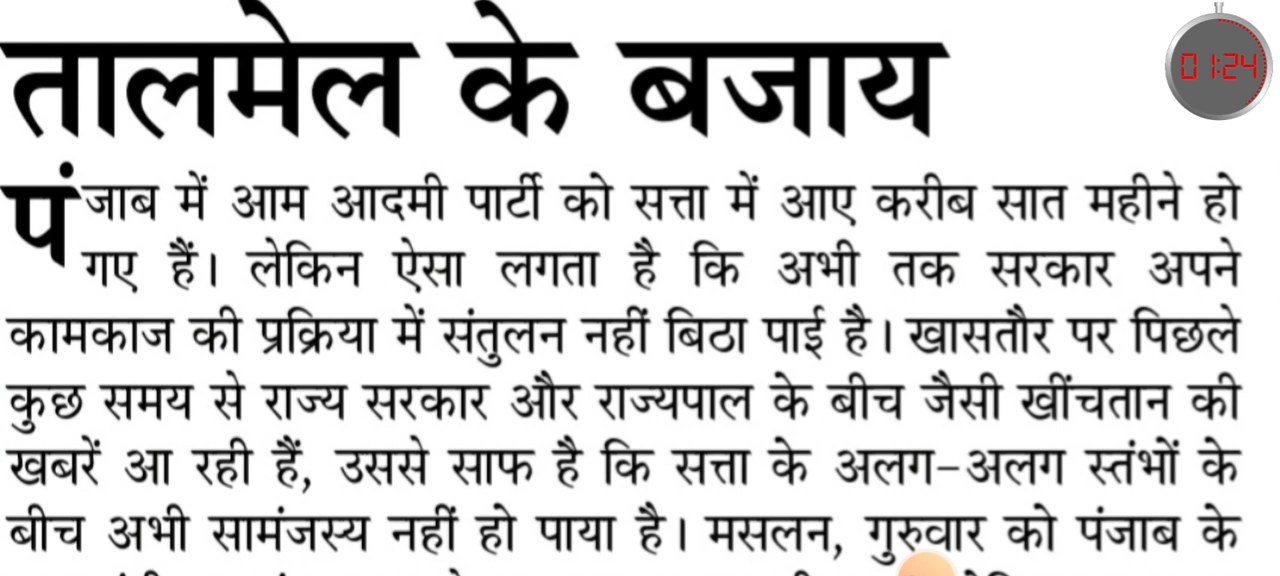 तालमेल के बजाय
01:24
पंजाब में आम आदमी पार्टी को सत्ता में आए करीब सात महीने हो
गए हैं। लेकिन ऐसा लगता है कि अभी तक सरकार अपने
कामकाज की प्रक्रिया में संतुलन नहीं बिठा पाई है। खासतौर पर पिछले
कुछ समय से राज्य सरकार और राज्यपाल के बीच जैसी खींचतान की
खबरें आ रही हैं, उससे साफ है कि सत्ता के अलग-अलग स्तंभों के
बीच अभी सामंजस्य नहीं हो पाया है। मसलन, गुरुवार को पंजाब के